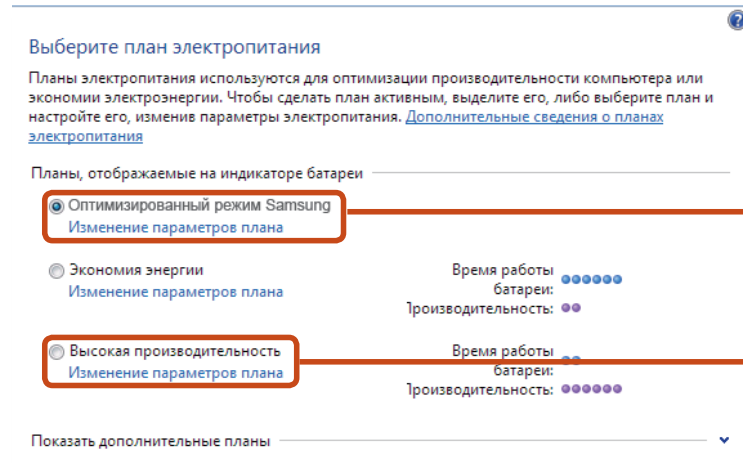 Выберите план электропитания
Планы электропитания используются для оптимизации производительности компьютера или
экономии электроэнергии. Чтобы сделать план активным, выделите его, либо выберите план и
настройте его, изменив параметры электропитания. Дополнительные сведения о планах
электропитания
Планы, отображаемые на индикаторе батареи
Оптимизированный режим Samsung
Изменение параметров плана
Экономия энергии
Изменение параметров плана
Время работы
батареи:
Производительность:
Высокая производительность
Изменение параметров плана
Время работы
батареи:
Производительность:
Показать дополнительные планы